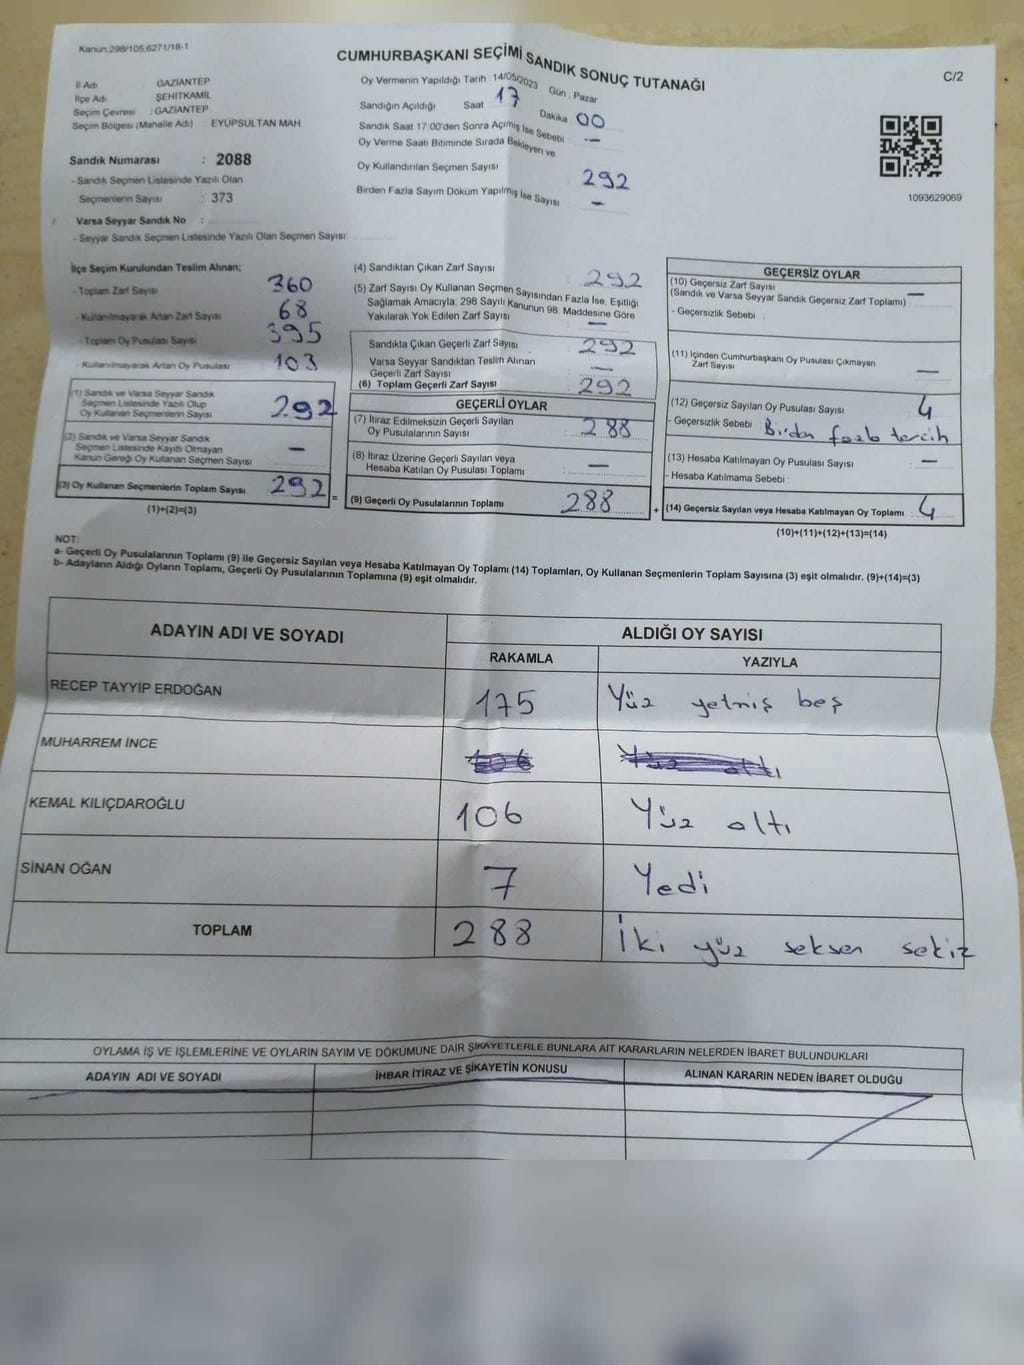 Kanun:298/105,6271/18-1
CUMHURBAŞKANI SEÇİMİ SANDIK SONUÇ TUTANAĞI
C/2
İl Adı GAZİANTEP
İlçe Adı ŞEHİTKAMİL
Seçim Çevresi : GAZİANTEP
Seçim Bölgesi (Mahalle Adı) : EYÜPSULTAN MAH
Oy Vermenin Yapıldığı Tarih : 14/05/2023 Gün : Pazar
Sandığın Açıldığı Saat 17 Dakika : 00
Sandık Saat 17:00'den Sonra Açımış İse Sebebi : -
Oy Verme Saati Bitiminde Sırada Bekleyen ve
Oy Kullandırılan Seçmen Sayısı 292
Birden Fazla Sayım Döküm Yapılmış İse Sayısı : -
1093629069
Sandık Numarası : 2088
- Sandık Seçmen Listesinde Yazılı Olan
Seçmenlerin Sayısı : 373
Varsa Seyyar Sandık No :
- Seyyar Sandık Seçmen Listesinde Yazılı Olan Seçmen Sayısı:
İlçe Seçim Kurulundan Teslim Alınan;
- Toplam Zarf Sayısı 360
- Kullanılmayarak Artan Zarf Sayısı 68
- Toplam Oy Pusulası Sayısı 395
- Kullanılmayarak Artan Oy Pusulası 103
(1) Sandık ve Varsa Seyyar Sandık
Seçmen Listesinde Yazılı Olup
Oy Kullanan Seçmenlerin Sayısı 292
(2) Sandık ve Varsa Seyyar Sandık
Seçmen Listesinde Kayıtlı Olmayan
Kanun Gereği Oy Kullanan Seçmen Sayısı -
(3) Oy Kullanan Seçmenlerin Toplam Sayısı 292 =
(1)+(2)=(3)
(4) Sandıktan Çıkan Zarf Sayısı : 292
(5) Zarf Sayısı Oy Kullanan Seçmen Sayısından Fazla İse, Eşitliği
Sağlamak Amacıyla; 298 Sayılı Kanunun 98. Maddesine Göre
Yakılarak Yok Edilen Zarf Sayısı : -
Sandıkta Çıkan Geçerli Zarf Sayısı : 292
Varsa Seyyar Sandıktan Teslim Alınan
Geçerli Zarf Sayısı : -
(6) Toplam Geçerli Zarf Sayısı : 292
GEÇERLİ OYLAR
(7) İtiraz Edilmeksizin Geçerli Sayılan
Oy Pusulalarının Sayısı : 288
(8) İtiraz Üzerine Geçerli Sayılan veya
Hesaba Katılan Oy Pusulası Toplamı : -
(9) Geçerli Oy Pusulalarının Toplamı 288 +
GEÇERSİZ OYLAR
(10) Geçersiz Zarf Sayısı
(Sandık ve Varsa Seyyar Sandık Geçersiz Zarf Toplamı) -
- Geçersizlik Sebebi :
(11) İçinden Cumhurbaşkanı Oy Pusulası Çıkmayan
Zarf Sayısı -
(12) Geçersiz Sayılan Oy Pusulası Sayısı 4
- Geçersizlik Sebebi : Birden fazla tercih
(13) Hesaba Katılmayan Oy Pusulası Sayısı : -
- Hesaba Katılmama Sebebi :
(14) Geçersiz Sayılan veya Hesaba Katılmayan Oy Toplamı : 4
(10)+(11)+(12)+(13)=(14)
NOT:
a- Geçerli Oy Pusulalarının Toplamı (9) ile Geçersiz Sayılan veya Hesaba Katılmayan Oy Toplamı (14) Toplamları, Oy Kullanan Seçmenlerin Toplam Sayısına (3) eşit olmalıdır. (9)+(14)=(3)
b- Adayların Aldığı Oyların Toplamı, Geçerli Oy Pusulalarının Toplamına (9) eşit olmalıdır.
ADAYIN ADI VE SOYADI ALDIĞI OY SAYISI
RAKAMLA YAZIYLA
RECEP TAYYİP ERDOĞAN 175 Yüz yetmiş beş
MUHARREM İNCE 106 Yüz altı
KEMAL KILIÇDAROĞLU 106 Yüz altı
SİNAN OĞAN 7 Yedi
TOPLAM 288 İki yüz seksen sekiz
OYLAMA İŞ VE İŞLEMLERİNE VE OYLARIN SAYIM VE DÖKÜMÜNE DAİR ŞİKAYETLERLE BUNLARA AİT KARARLARIN NELERDEN İBARET BULUNDUKLARI
ADAYIN ADI VE SOYADI İHBAR İTİRAZ VE ŞİKAYETİN KONUSU ALINAN KARARIN NEDEN İBARET OLDUĞU